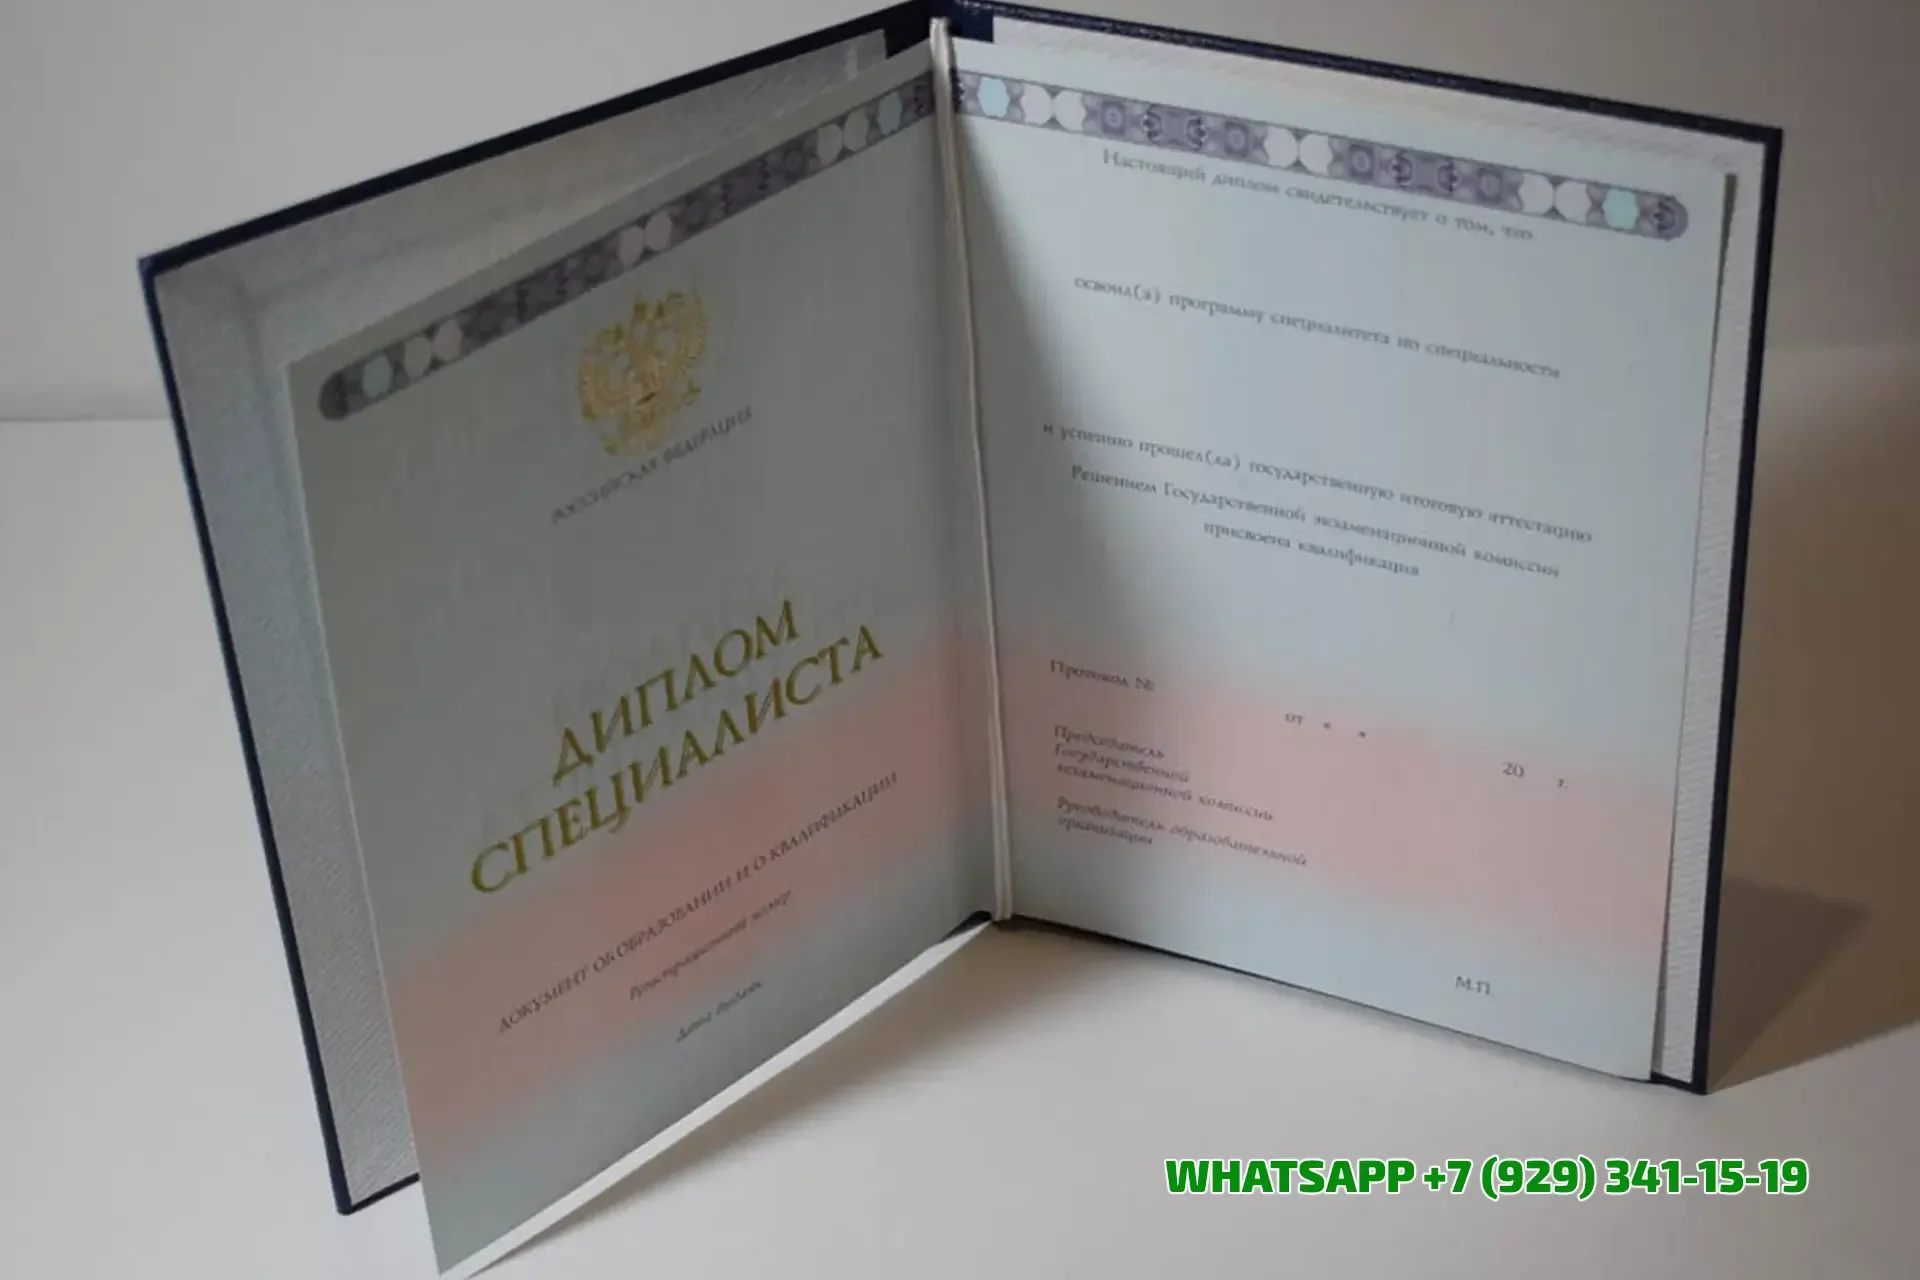 РОССИЙСКАЯ ФЕДЕРАЦИЯ
ДИПЛОМ
СПЕЦИАЛИСТА
ДОКУМЕНТ ОБ ОБРАЗОВАНИИ И О КВАЛИФИКАЦИИ
Регистрационный номер
Дата выдачи
Настоящий диплом свидетельствует о том, что
освоил(а) программу специалитета по специальности
и успешно прошел(ла) государственную итоговую аттестацию
Решением Государственной экзаменационной комиссии
присвоена квалификация
Протокол №
от « »
20 г.
Председатель
Государственной
экзаменационной комиссии
Руководитель образовательной
организации
М.П.
WHATSAPP +7 (929) 341-15-19